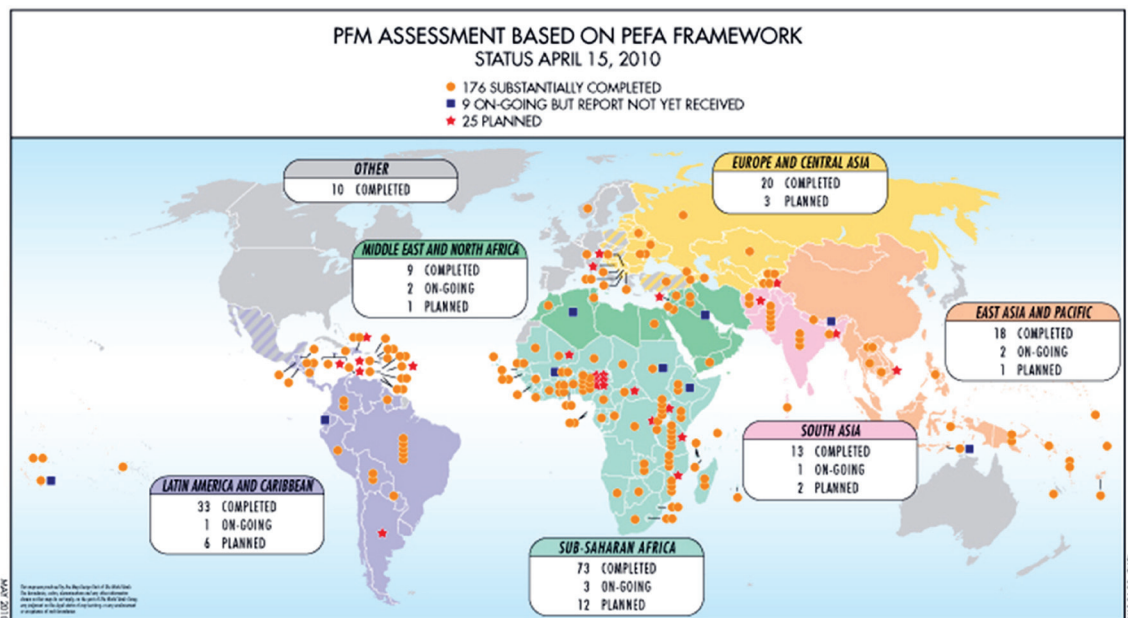 PFM ASSESSMENT BASED ON PEFA FRAMEWORK
STATUS APRIL 15, 2010
176 SUBSTANTIALLY COMPLETED
9 ON-GOING BUT REPORT NOT YET RECEIVED
25 PLANNED
OTHER
10 COMPLETED
EUROPE AND CENTRAL ASIA
20 COMPLETED
3 PLANNED
MIDDLE EAST AND NORTH AFRICA
9 COMPLETED
2 ON-GOING
1 PLANNED
EAST ASIA AND PACIFIC
18 COMPLETED
2 ON-GOING
1 PLANNED
SOUTH ASIA
13 COMPLETED
1 ON-GOING
2 PLANNED
LATIN AMERICA AND CARIBBEAN
33 COMPLETED
1 ON-GOING
6 PLANNED
SUB-SAHARAN AFRICA
73 COMPLETED
3 ON-GOING
12 PLANNED
MAY 201